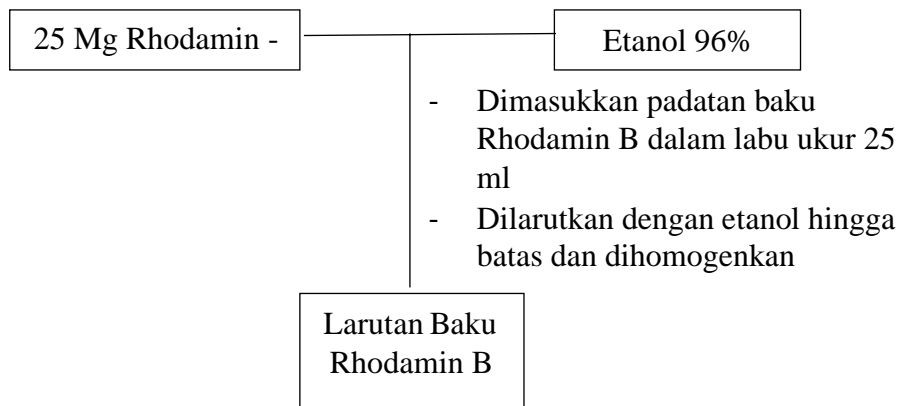 25 Mg Rhodamin -
Etanol 96%
- Dimasukkan padatan baku
Rhodamin B dalam labu ukur 25
ml
- Dilarutkan dengan etanol hingga
batas dan dihomogenkan
Larutan Baku
Rhodamin B